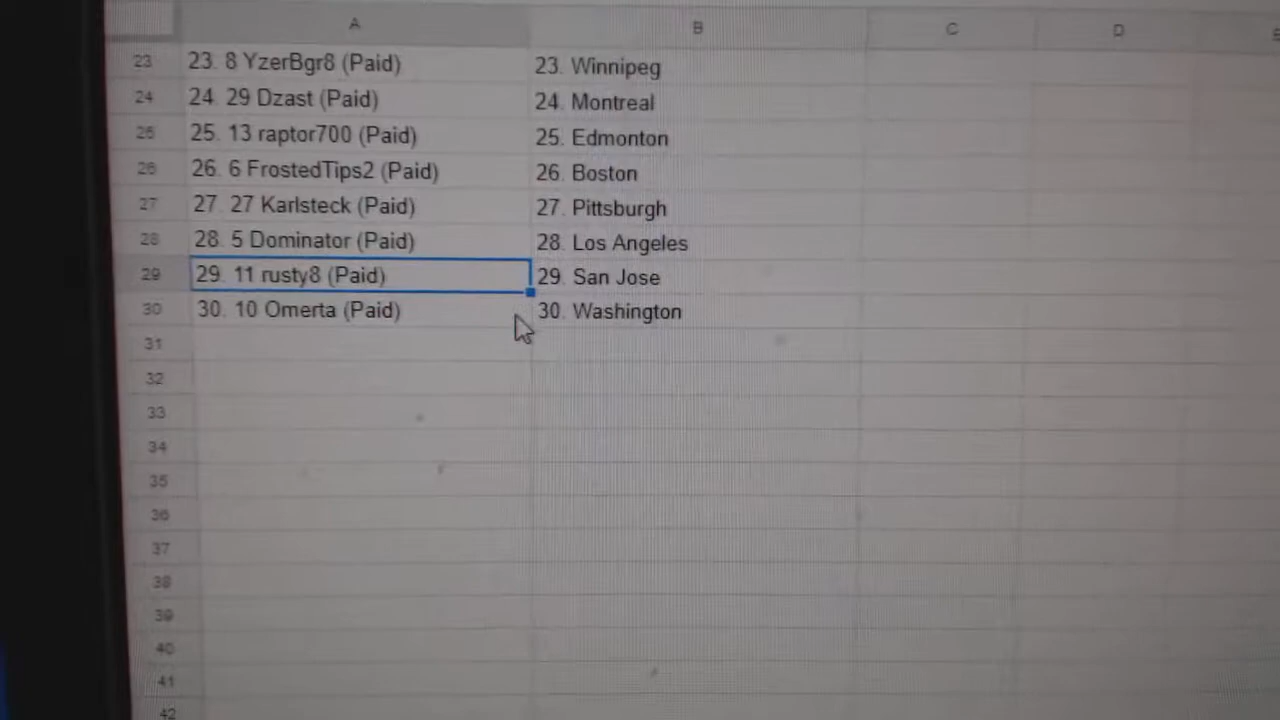 A B C D E
23 23. 8 YzerBgr8 (Paid) 23. Winnipeg
24 24. 29 Dzast (Paid) 24. Montreal
25 25. 13 raptor700 (Paid) 25. Edmonton
26 26. 6 FrostedTips2 (Paid) 26. Boston
27 27. 27 Karlsteck (Paid) 27. Pittsburgh
28 28. 5 Dominator (Paid) 28. Los Angeles
29 29. 11 rusty8 (Paid) 29. San Jose
30 30. 10 Omerta (Paid) 30. Washington
31
32
33
34
35
36
37
38
39
40
41
42